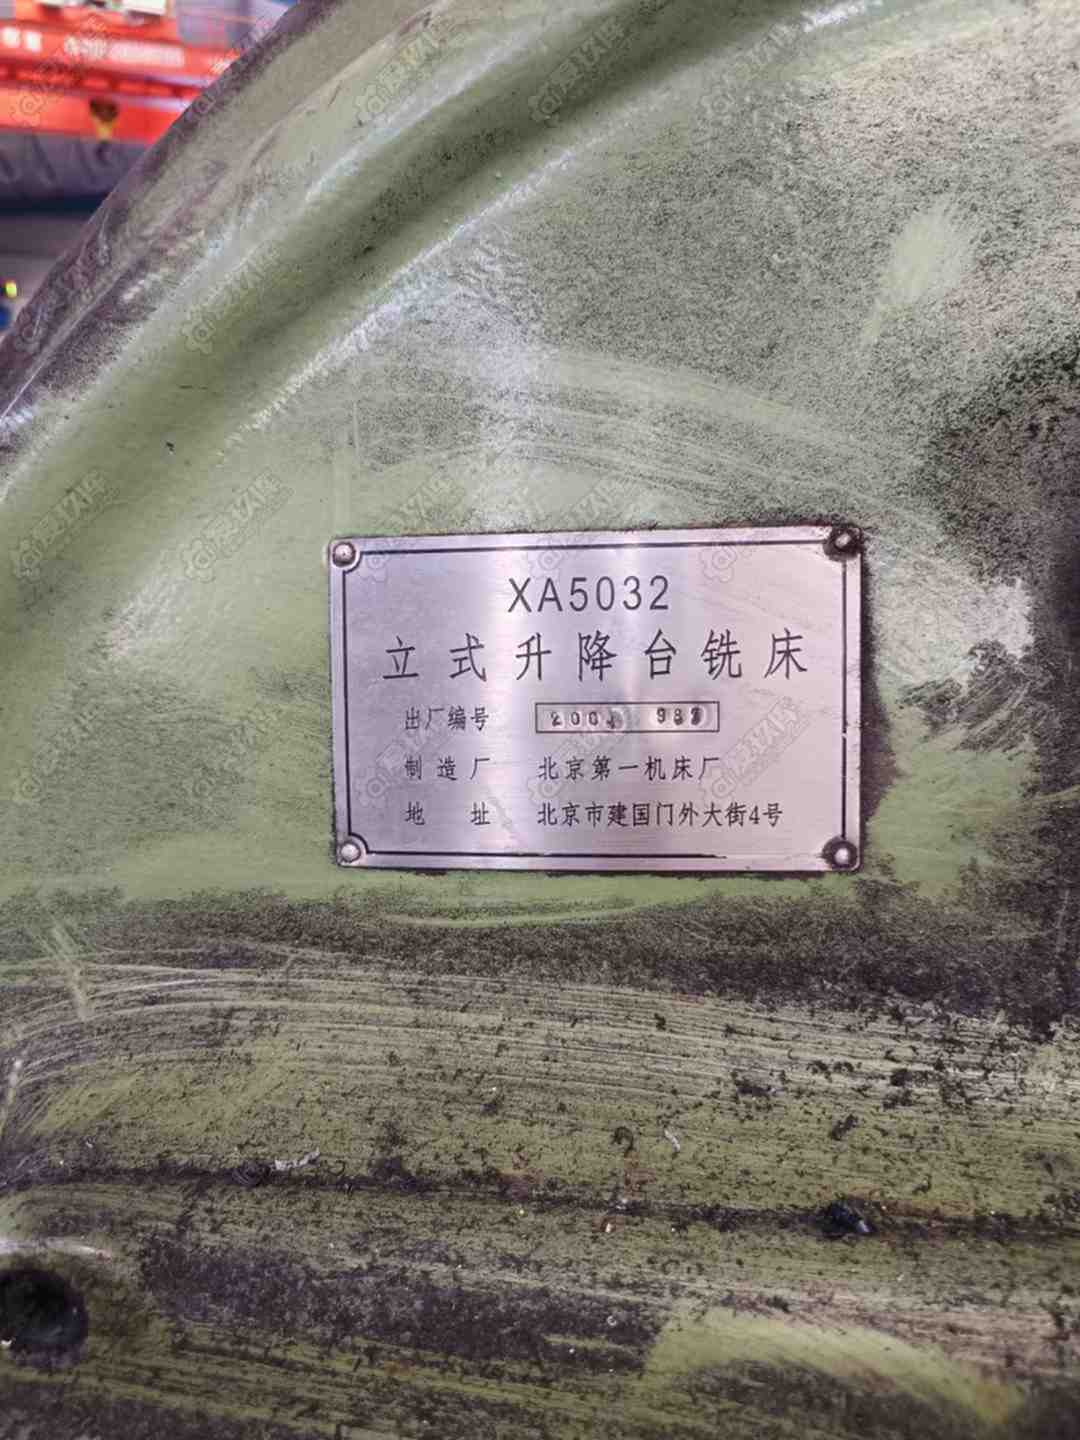 XA5032
立式升降台铣床
出厂编号
制造厂 北京第一机床厂
地址 北京市建国门外大街4号